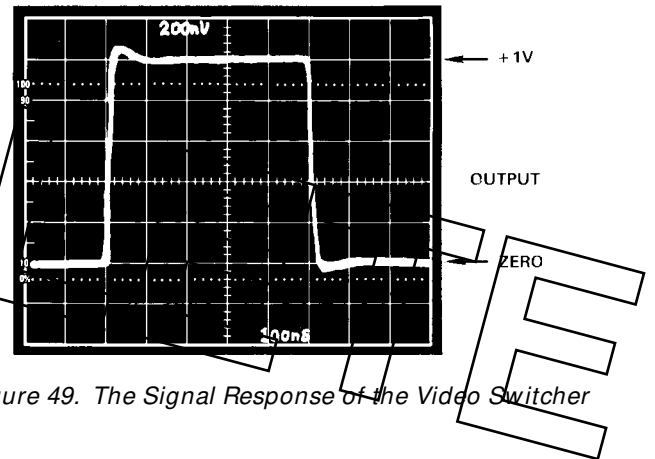 200mV
+1V
100
90
OUTPUT
10
ZERO
0%
100nS
ure 49. The Signal Response of the Video Switcher
E